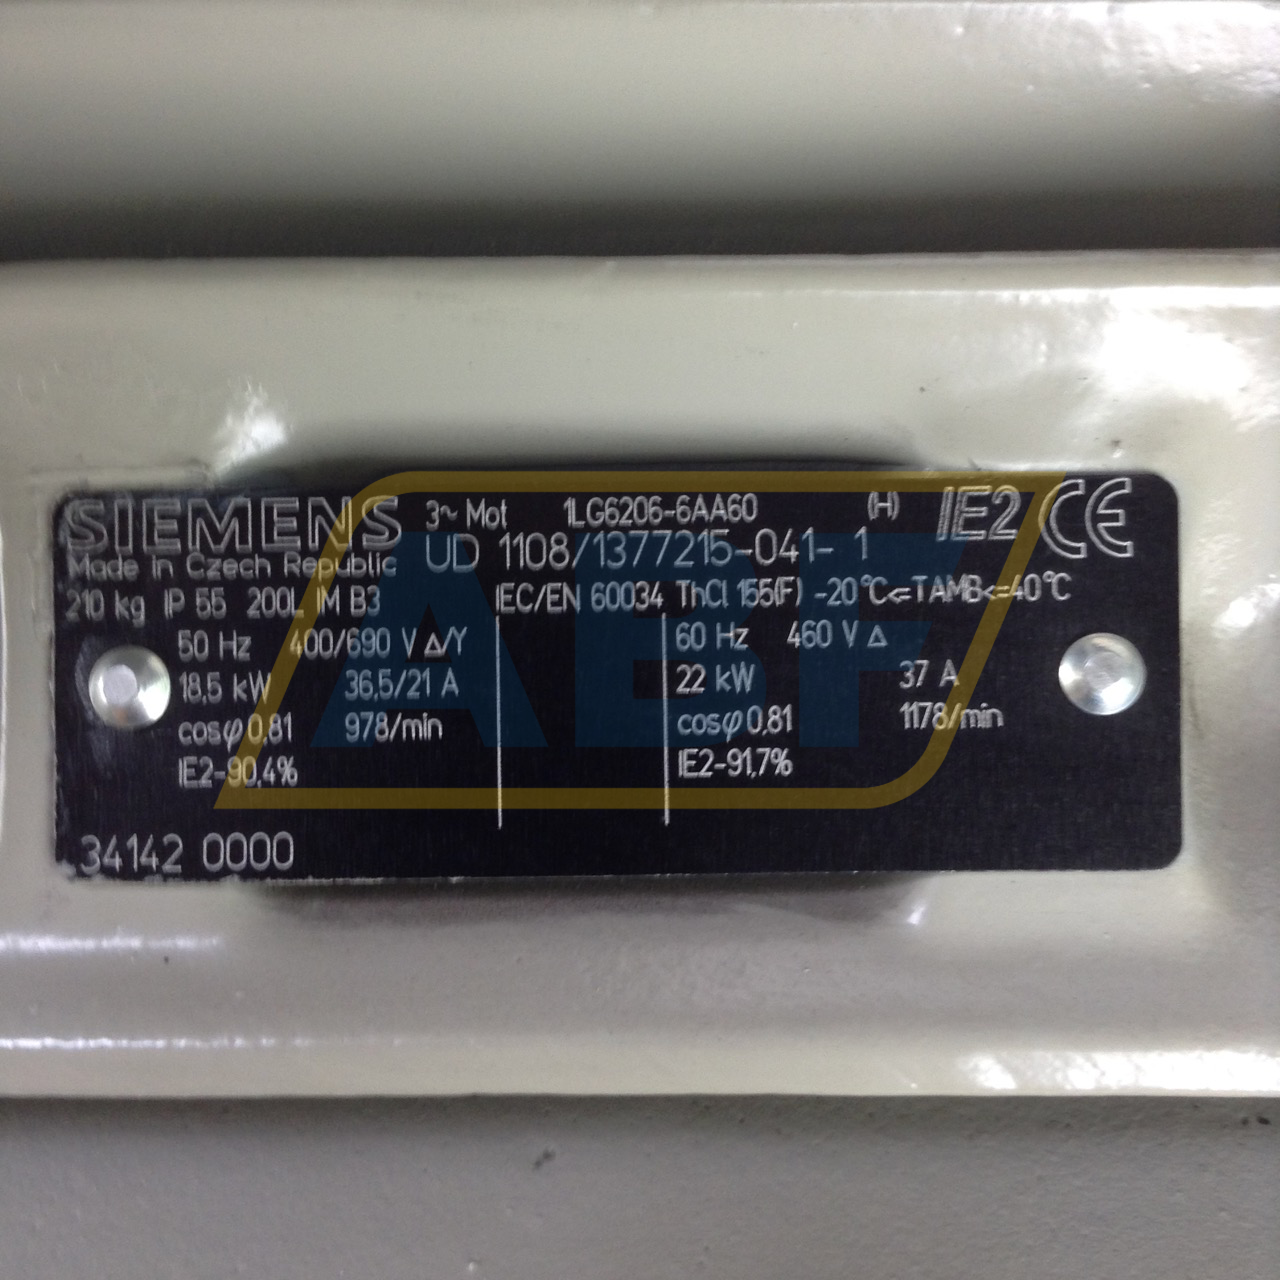 SIEMENS 3~ Mot 1LG6206-6AA60 (H) IE2 CE
Made in Czech Republic UD 1108/1377215-041- 1
210 kg IP 55 200L IM B3 IEC/EN 60034 ThCl 155(F) -20°C<=TAMB<=40°C
50 Hz 400/690 V Δ/Y 60 Hz 460 V Δ
18,5 kW 36,5/21 A 22 kW 37 A
cosφ 0,81 978/min cosφ 0,81 1178/min
IE2-90,4% IE2-91,7%
34142 0000
ABF